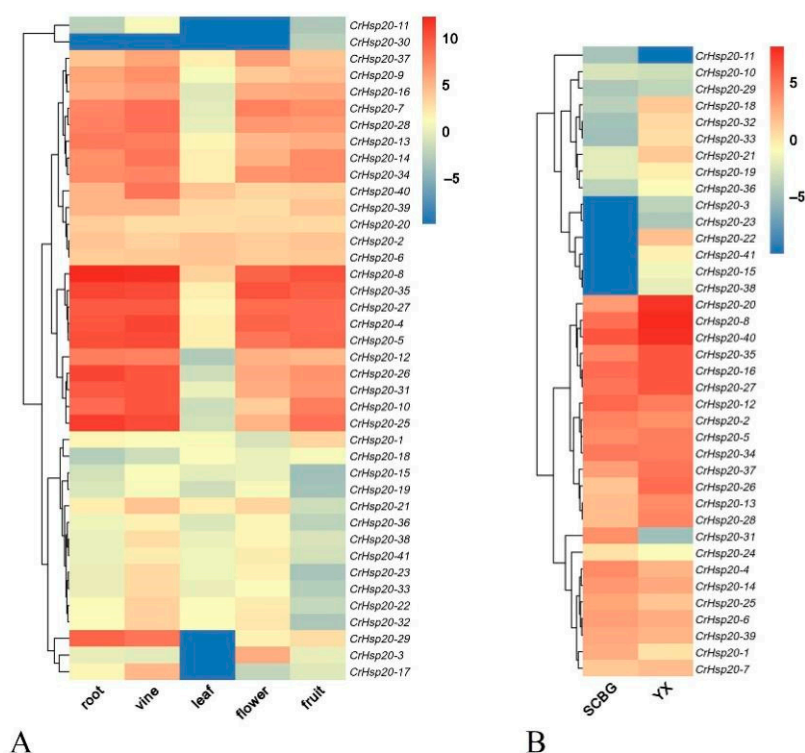 10
5
0
−5
CrHsp20-11
CrHsp20-30
CrHsp20-37
CrHsp20-9
CrHsp20-16
CrHsp20-7
CrHsp20-28
CrHsp20-13
CrHsp20-14
CrHsp20-34
CrHsp20-40
CrHsp20-39
CrHsp20-20
CrHsp20-2
CrHsp20-6
CrHsp20-8
CrHsp20-35
CrHsp20-27
CrHsp20-4
CrHsp20-5
CrHsp20-12
CrHsp20-26
CrHsp20-31
CrHsp20-10
CrHsp20-25
CrHsp20-1
CrHsp20-18
CrHsp20-15
CrHsp20-19
CrHsp20-21
CrHsp20-36
CrHsp20-38
CrHsp20-41
CrHsp20-23
CrHsp20-33
CrHsp20-22
CrHsp20-32
CrHsp20-29
CrHsp20-3
CrHsp20-17
root vine leaf flower fruit
A
5
0
−5
CrHsp20-11
CrHsp20-10
CrHsp20-29
CrHsp20-18
CrHsp20-32
CrHsp20-33
CrHsp20-21
CrHsp20-19
CrHsp20-36
CrHsp20-3
CrHsp20-23
CrHsp20-22
CrHsp20-41
CrHsp20-15
CrHsp20-38
CrHsp20-20
CrHsp20-8
CrHsp20-40
CrHsp20-35
CrHsp20-16
CrHsp20-27
CrHsp20-12
CrHsp20-2
CrHsp20-5
CrHsp20-34
CrHsp20-37
CrHsp20-26
CrHsp20-13
CrHsp20-28
CrHsp20-31
CrHsp20-24
CrHsp20-4
CrHsp20-14
CrHsp20-25
CrHsp20-6
CrHsp20-39
CrHsp20-1
CrHsp20-7
SCBG YX
B